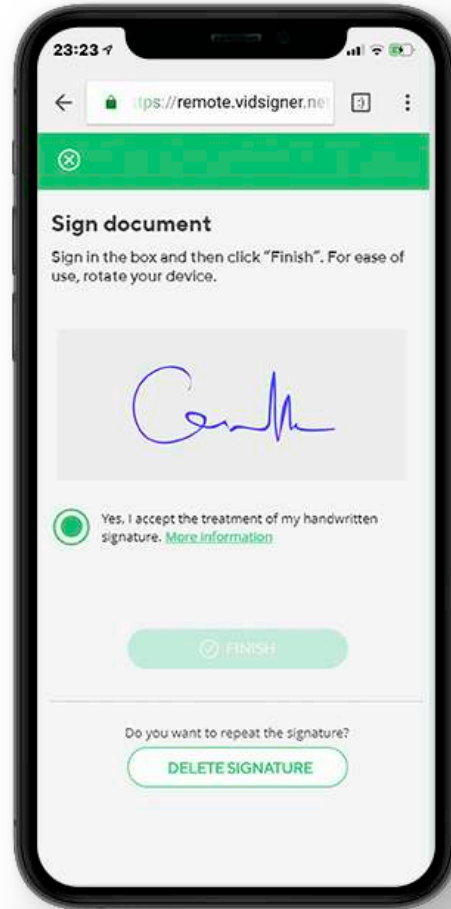 23:23
tps://remote.vidsigner.ne
Sign document
Sign in the box and then click "Finish". For ease of
use, rotate your device.
Yes, I accept the treatment of my handwritten
signature. More information
FINISH
Do you want to repeat the signature?
DELETE SIGNATURE